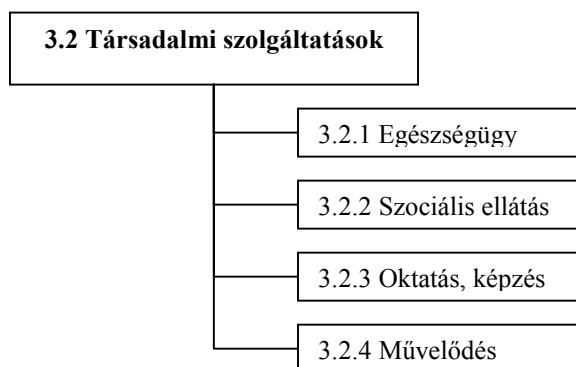 3.2 Társadalmi szolgáltatások
3.2.1 Egészségügy
3.2.2 Szociális ellátás
3.2.3 Oktatás, képzés
3.2.4 Művelődés